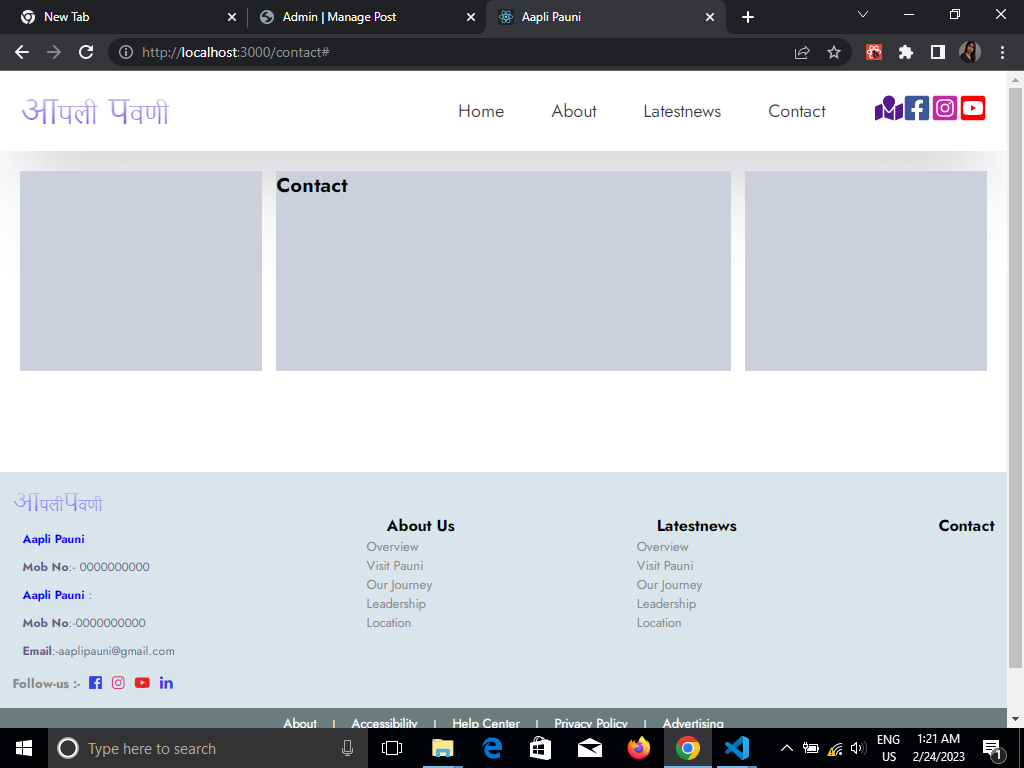 New Tab
Admin | Manage Post
Aapli Pauni
http://localhost:3000/contact#
आपली पवणी
Home
About
Latestnews
Contact
Contact
आपलीपवणी
Aapli Pauni
Mob No:- 0000000000
Aapli Pauni :
Mob No:-0000000000
Email:-aaplipauni@gmail.com
Follow-us :-
About Us
Overview
Visit Pauni
Our Journey
Leadership
Location
Latestnews
Overview
Visit Pauni
Our Journey
Leadership
Location
Contact
About | Accessibility | Help Center | Privacy Policy | Advertising
Type here to search
ENG
US
1:21 AM
2/24/2023
1